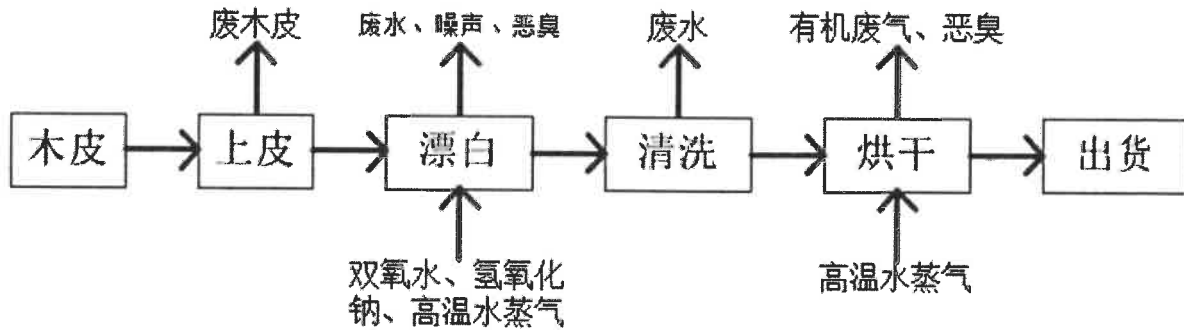 废木皮
废水、噪声、恶臭
废水
有机废气、恶臭
木皮
上皮
漂白
清洗
烘干
出货
双氧水、氢氧化
钠、高温水蒸气
高温水蒸气